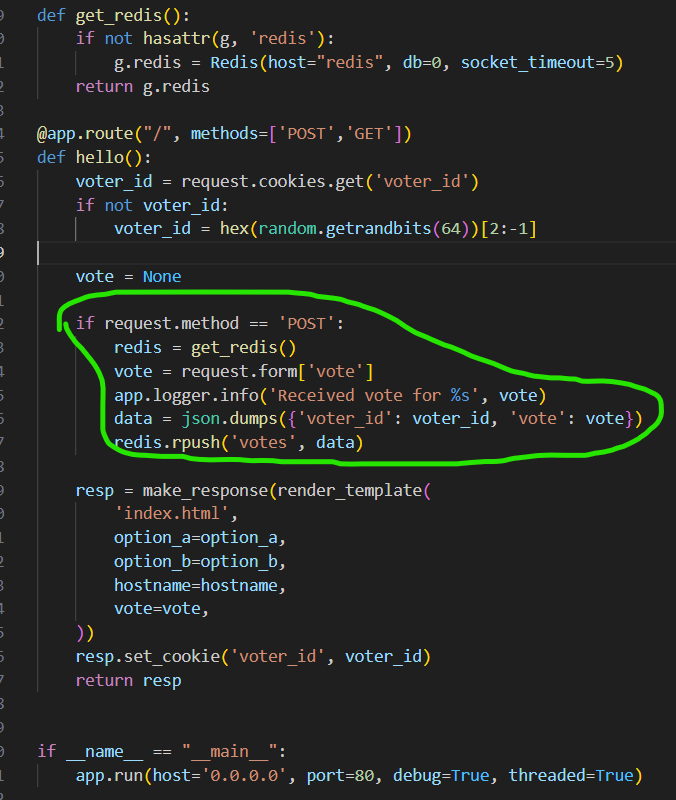 def get_redis():
    if not hasattr(g, 'redis'):
        g.redis = Redis(host="redis", db=0, socket_timeout=5)
    return g.redis

@app.route("/", methods=['POST','GET'])
def hello():
    voter_id = request.cookies.get('voter_id')
    if not voter_id:
        voter_id = hex(random.getrandbits(64))[2:-1]

    vote = None

    if request.method == 'POST':
        redis = get_redis()
        vote = request.form['vote']
        app.logger.info('Received vote for %s', vote)
        data = json.dumps({'voter_id': voter_id, 'vote': vote})
        redis.rpush('votes', data)

    resp = make_response(render_template(
        'index.html',
        option_a=option_a,
        option_b=option_b,
        hostname=hostname,
        vote=vote,
    ))
    resp.set_cookie('voter_id', voter_id)
    return resp


if __name__ == "__main__":
    app.run(host='0.0.0.0', port=80, debug=True, threaded=True)